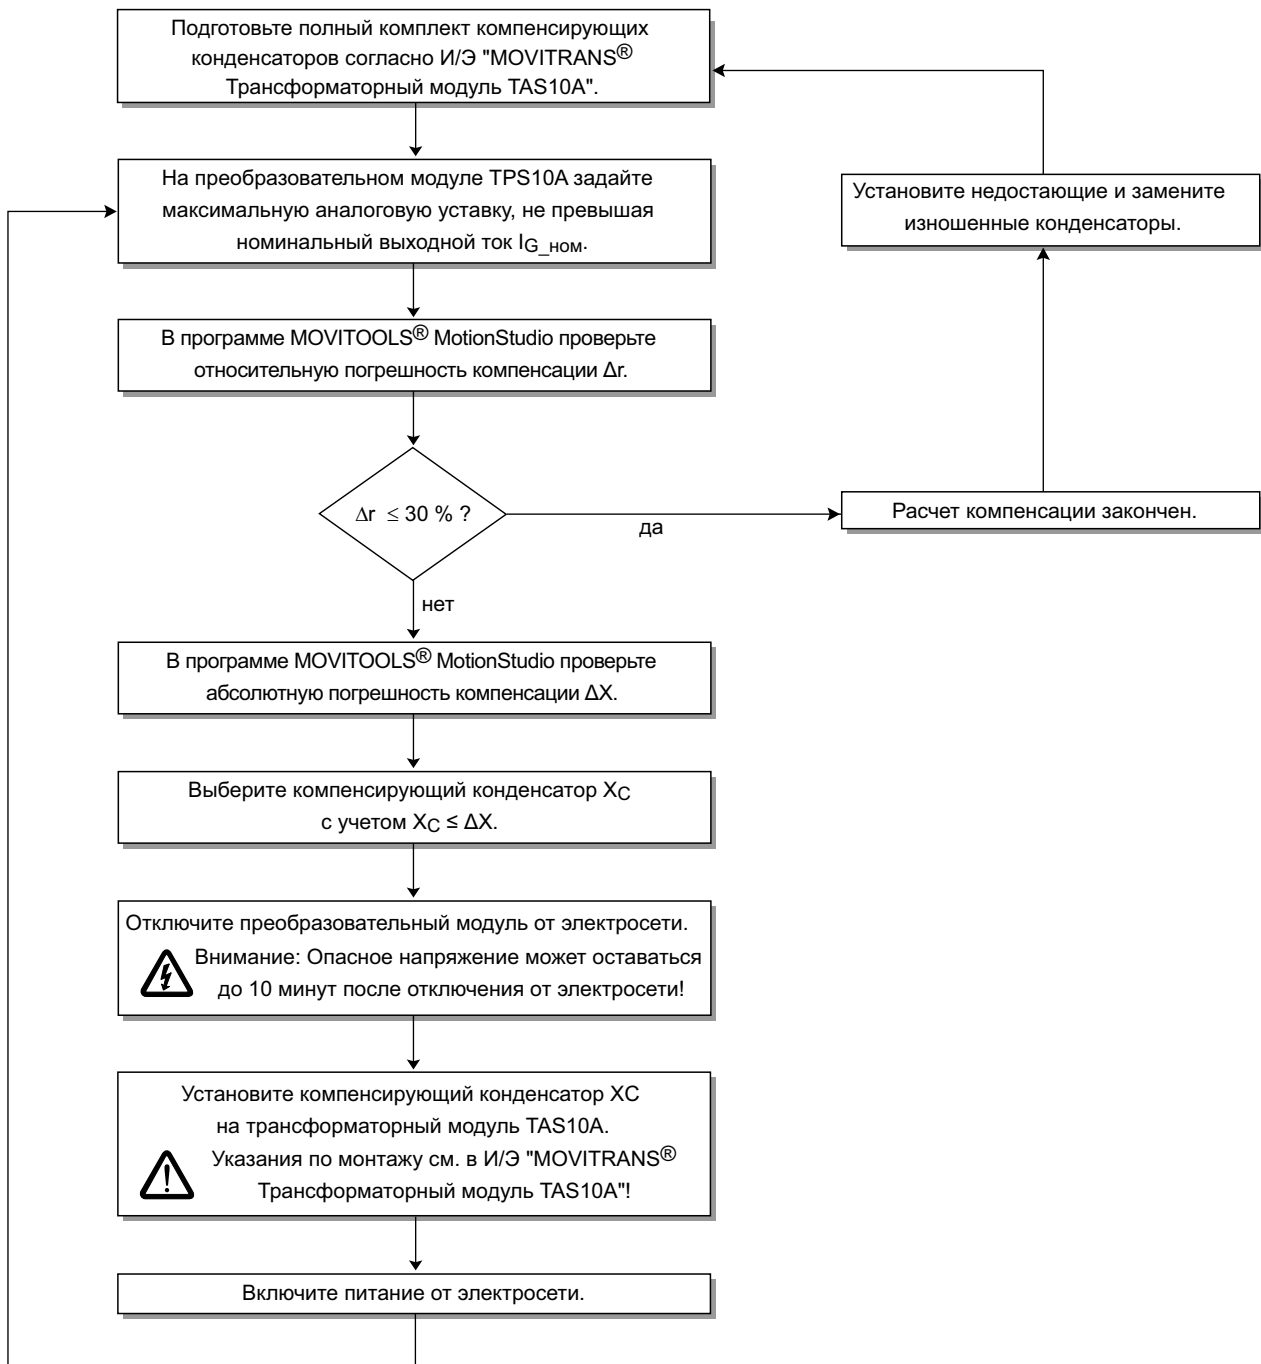 Подготовьте полный комплект компенсирующих
конденсаторов согласно И/Э "MOVITRANS®
Трансформаторный модуль TAS10A".
На преобразовательном модуле TPS10A задайте
максимальную аналоговую уставку, не превышая
номинальный выходной ток IG_ном.
Установите недостающие и замените
изношенные конденсаторы.
В программе MOVITOOLS® MotionStudio проверьте
относительную погрешность компенсации Δr.
Δr ≤ 30 % ?
да
Расчет компенсации закончен.
нет
В программе MOVITOOLS® MotionStudio проверьте
абсолютную погрешность компенсации ΔX.
Выберите компенсирующий конденсатор XC
с учетом XC ≤ ΔX.
Отключите преобразовательный модуль от электросети.
Внимание: Опасное напряжение может оставаться
до 10 минут после отключения от электросети!
Установите компенсирующий конденсатор XC
на трансформаторный модуль TAS10A.
Указания по монтажу см. в И/Э "MOVITRANS®
Трансформаторный модуль TAS10A"!
Включите питание от электросети.